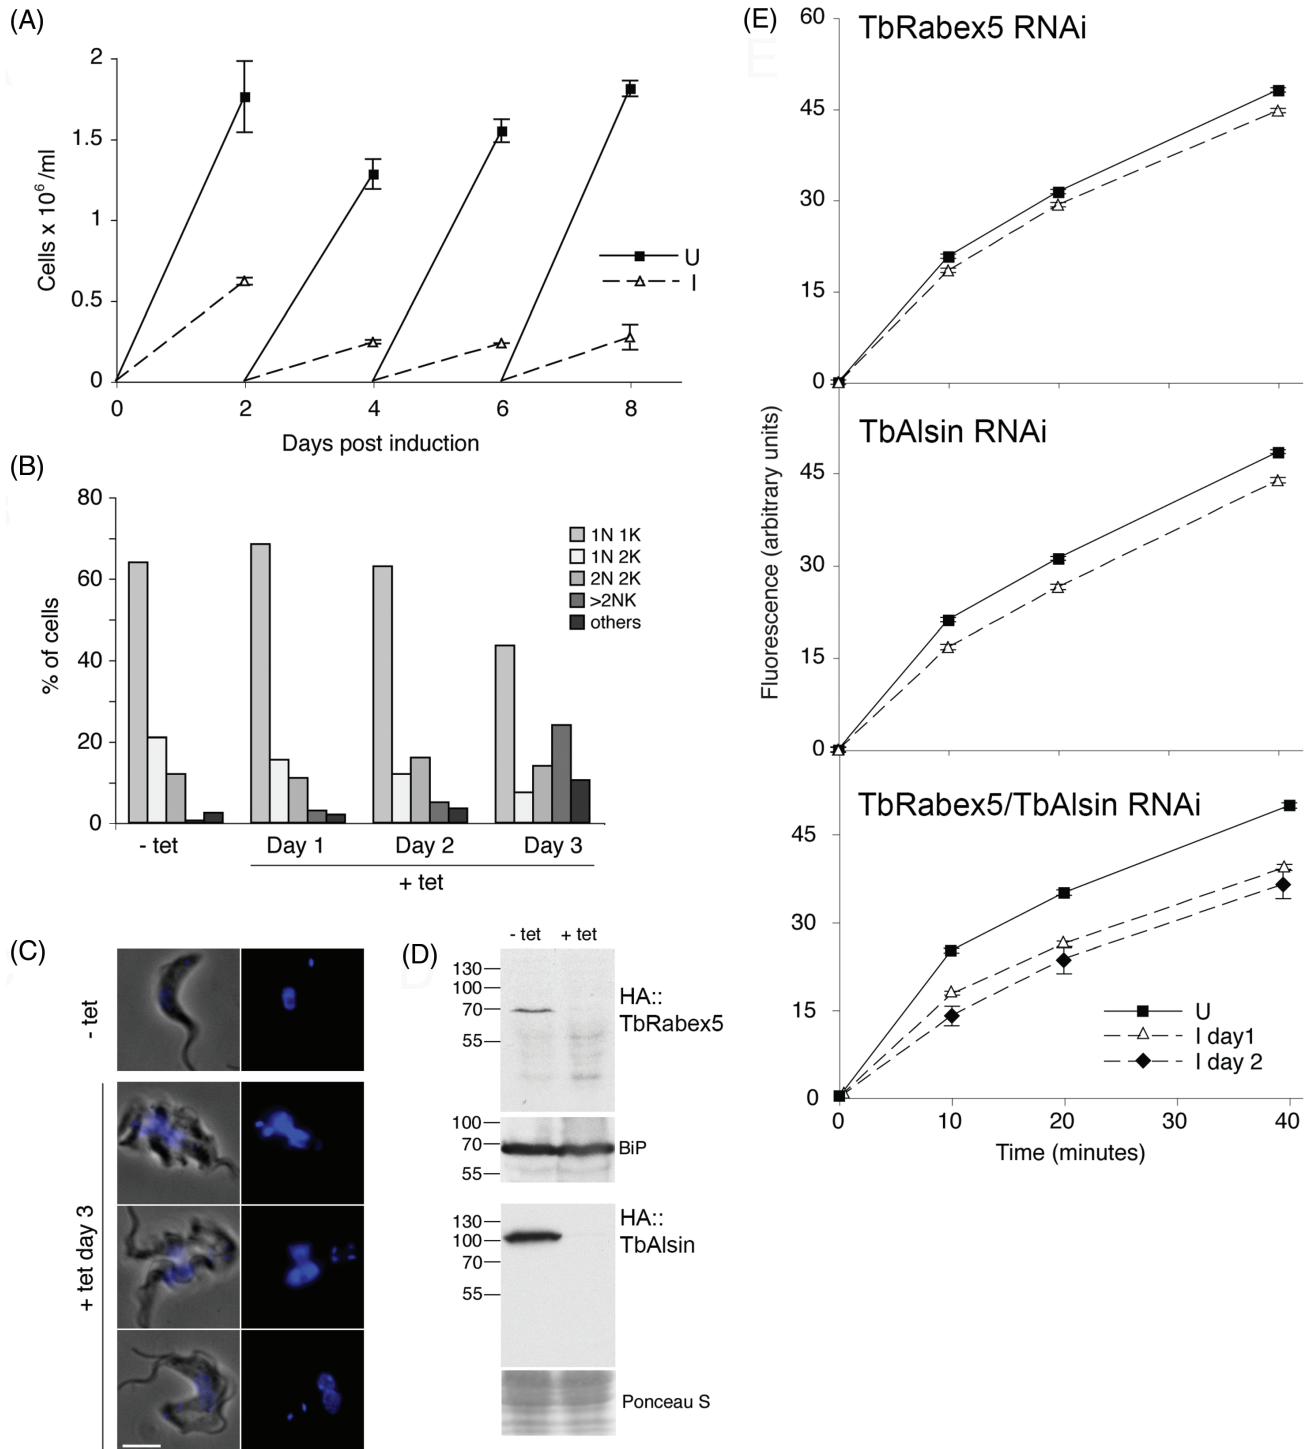 (A)
2
1.5
1
0.5
0
Cells x 10⁶ /ml
0 2 4 6 8
Days post induction
U
I
(B)
80
60
40
20
0
% of cells
1N 1K
1N 2K
2N 2K
>2NK
others
- tet Day 1 Day 2 Day 3
+ tet
(C)
- tet
+ tet day 3
(D)
- tet + tet
130
100
70
55
HA::
TbRabex5
100
70
55
BiP
130
100
70
55
HA::
TbAlsin
Ponceau S
(E)
TbRabex5 RNAi
60
45
30
15
0
TbAlsin RNAi
45
30
15
0
Fluorescence (arbitrary units)
TbRabex5/TbAlsin RNAi
45
30
15
0
U
I day1
I day 2
0 10 20 30 40
Time (minutes)